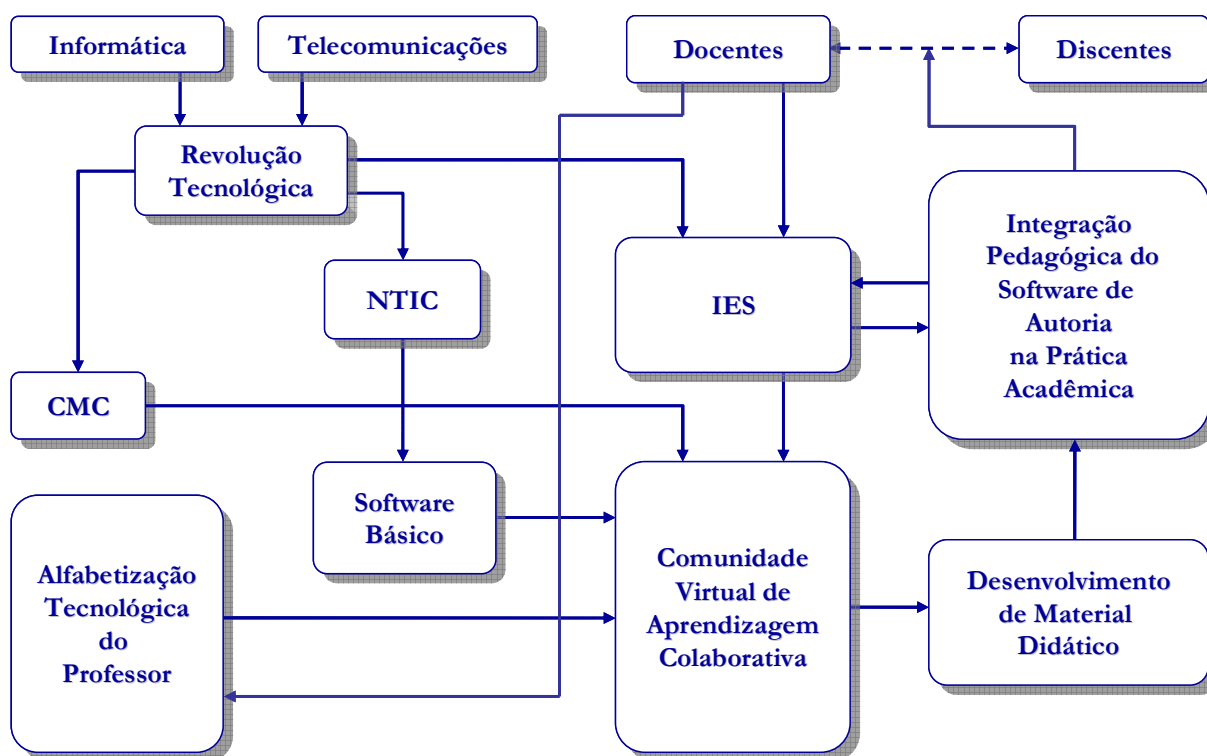 Informática
Telecomunicações
Docentes
Discentes
Revolução
Tecnológica
Integração
Pedagógica do
Software de
Autoria
na Prática
Acadêmica
NTIC
IES
CMC
Software
Básico
Alfabetização
Tecnológica
do
Professor
Comunidade
Virtual de
Aprendizagem
Colaborativa
Desenvolvimento
de Material
Didático